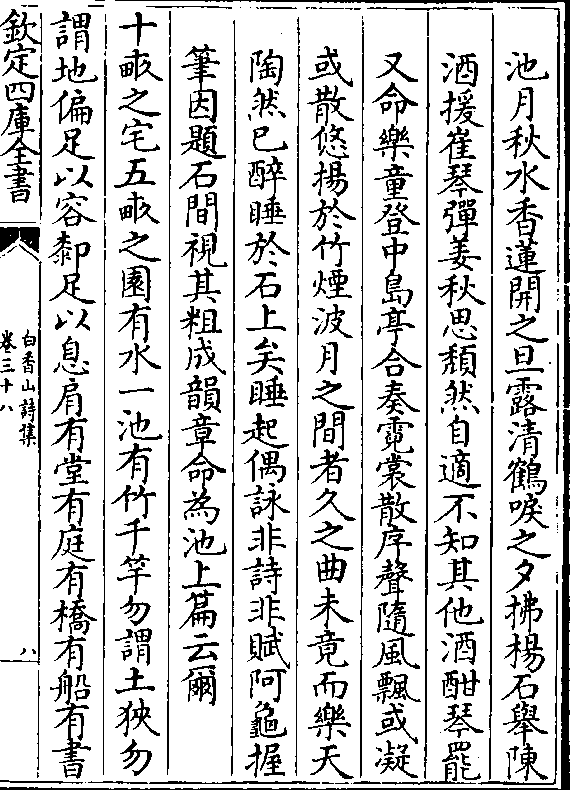 池月秋水香蓮開之旦露清鶴唳之夕拂楊石舉陳
酒援崔琴彈姜秋思頽然自適不知其他酒酣琴罷
又命樂童登中島亭合奏霓裳散序聲隨風飄或凝
或散悠揚於竹煙波月之間者久之曲未竟而樂天
陶然已醉睡於石上矣睡起偶詠非詩非賦阿龜握
筆因題石間視其粗成韻章命為池上篇云爾
十畝之宅五畝之園有水一池有竹千竿勿謂土狹勿
謂地偏足以容𰯌足以息肩有堂有庭有橋有船有書
欽定四庫全書
白香山詩集
卷三十八
八